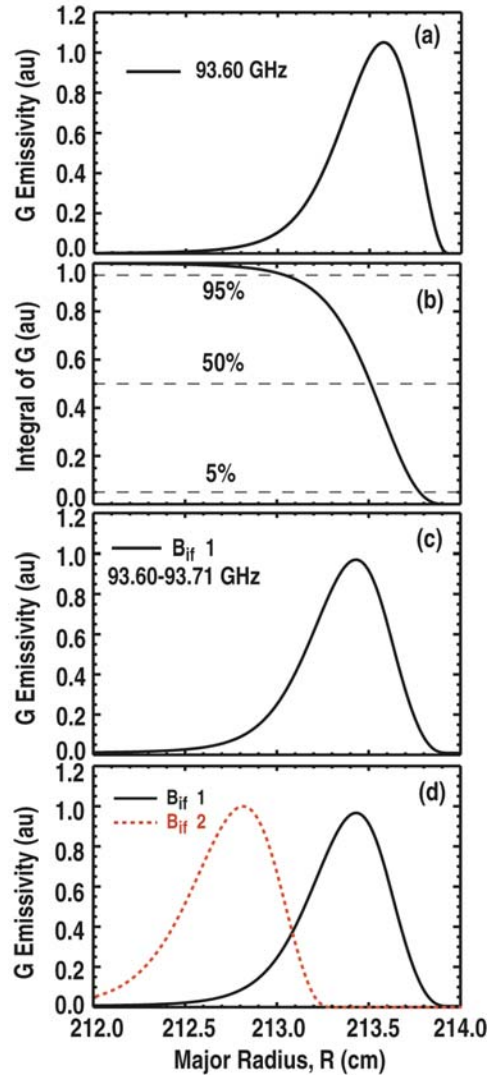 1.2
(a)
1.0
93.60 GHz
0.8
0.6
0.4
0.2
0.0
G Emissivity (au)
1.0
95%
(b)
0.8
0.6
50%
0.4
0.2
5%
0.0
Integral of G (au)
1.2
B_if 1
(c)
1.0
93.60-93.71 GHz
0.8
0.6
0.4
0.2
0.0
G Emissivity (au)
1.2
B_if 1
(d)
B_if 2
1.0
0.8
0.6
0.4
0.2
0.0
G Emissivity (au)
212.0 212.5 213.0 213.5 214.0
Major Radius, R (cm)